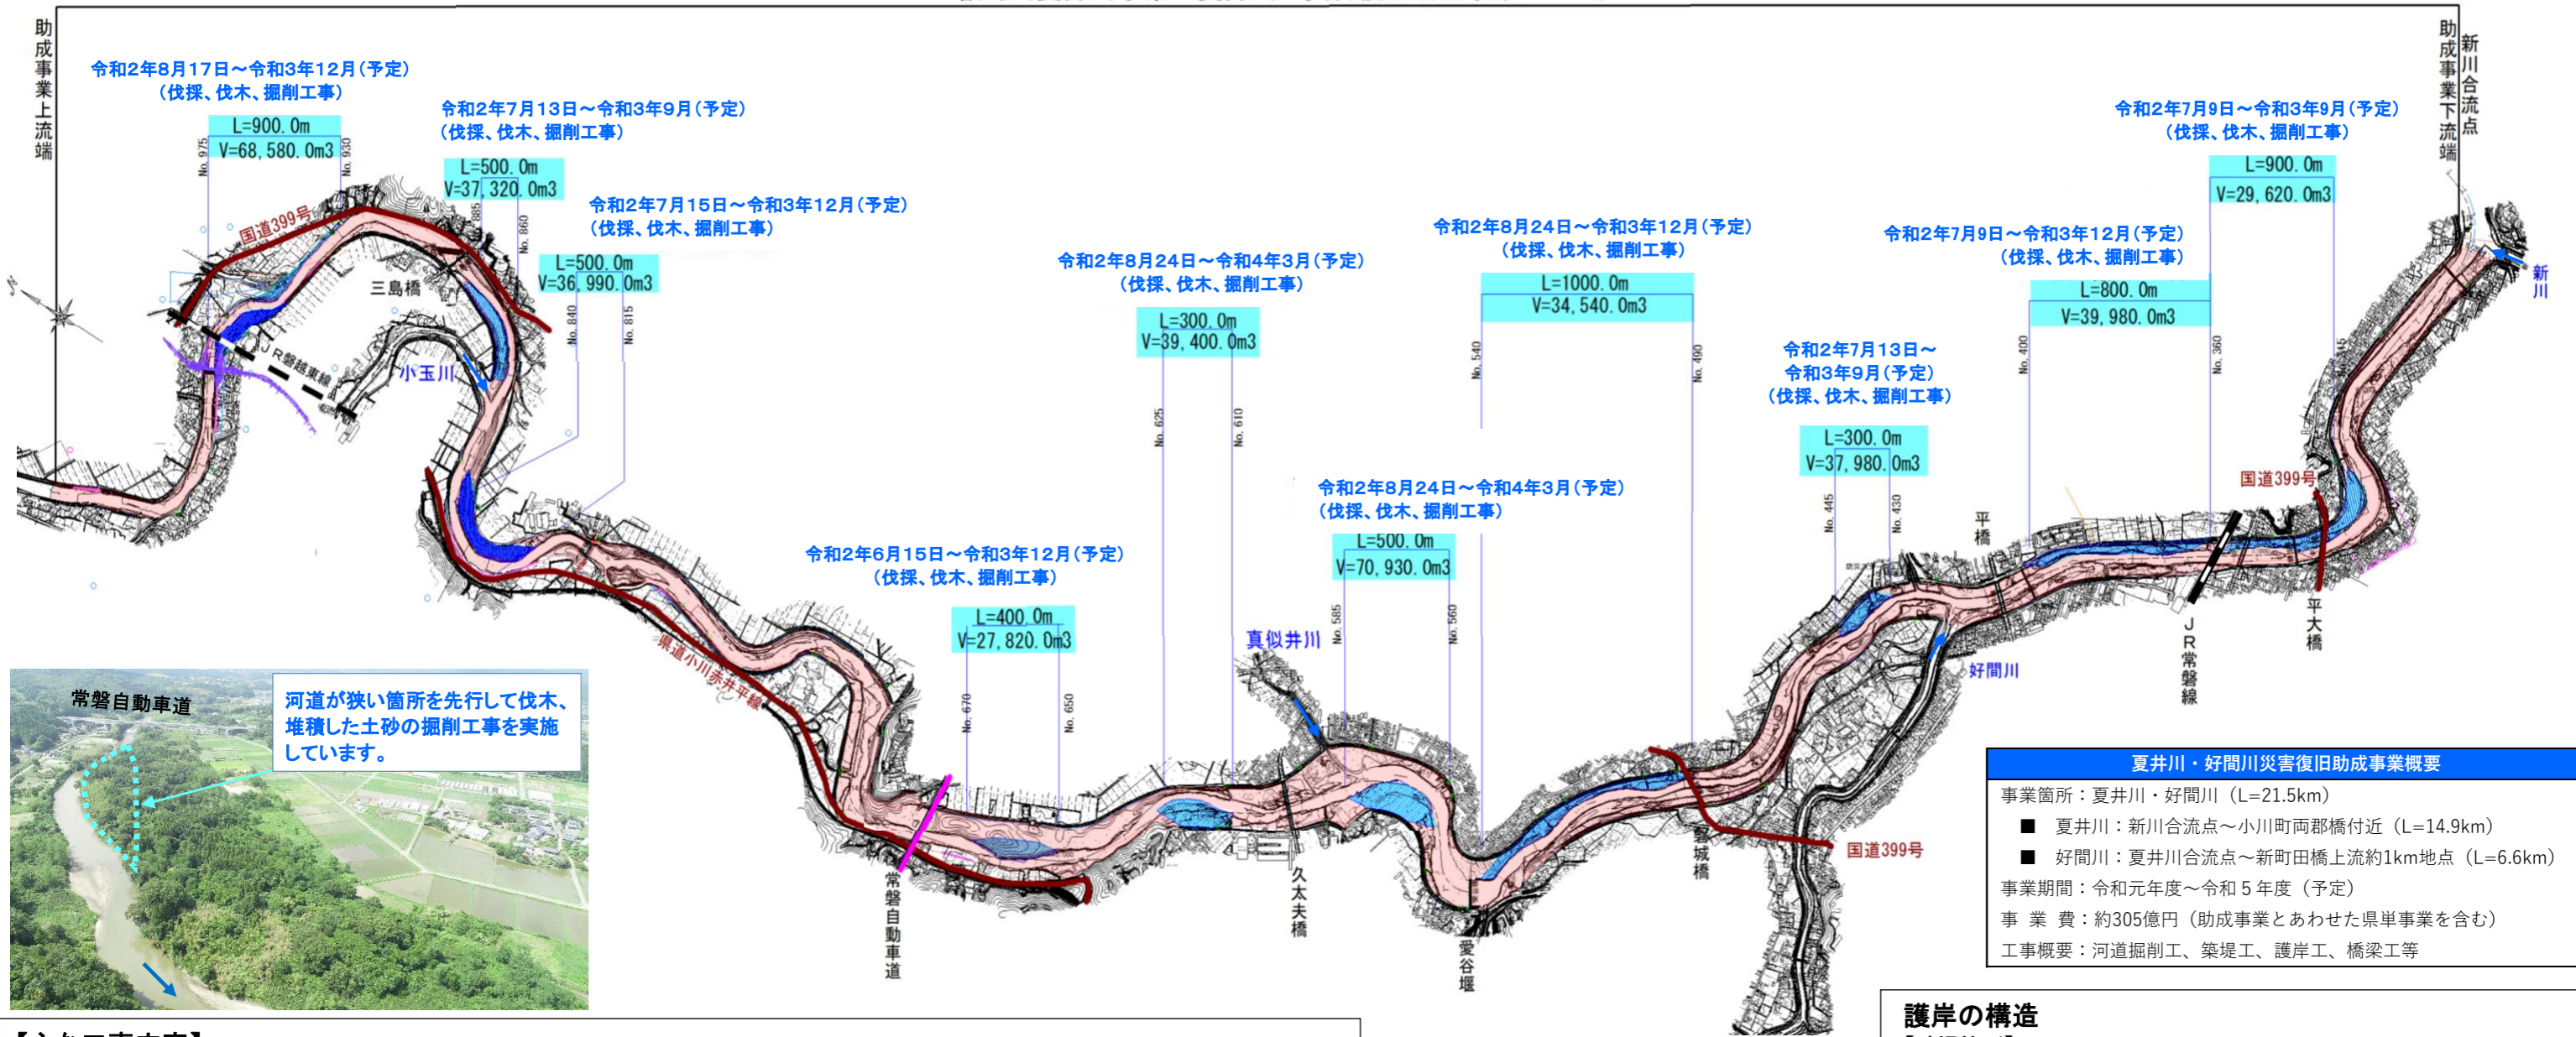 助成事業上流端
助成事業下流端
新川合流点
令和2年8月17日～令和3年12月(予定)
(伐採、伐木、掘削工事)
L=900.0m
V=68,580.0m3
No. 975
No. 930
令和2年7月13日～令和3年9月(予定)
(伐採、伐木、掘削工事)
L=500.0m
V=37,320.0m3
885
No. 860
令和2年7月15日～令和3年12月(予定)
(伐採、伐木、掘削工事)
L=500.0m
V=36,990.0m3
No. 840
No. 815
令和2年6月15日～令和3年12月(予定)
(伐採、伐木、掘削工事)
L=400.0m
V=27,820.0m3
No. 670
No. 650
令和2年8月24日～令和4年3月(予定)
(伐採、伐木、掘削工事)
L=300.0m
V=39,400.0m3
No. 625
No. 610
令和2年8月24日～令和4年3月(予定)
(伐採、伐木、掘削工事)
L=500.0m
V=70,930.0m3
No. 585
No. 560
令和2年8月24日～令和3年12月(予定)
(伐採、伐木、掘削工事)
L=1000.0m
V=34,540.0m3
No. 540
No. 490
令和2年7月13日～
令和3年9月(予定)
(伐採、伐木、掘削工事)
L=300.0m
V=37,980.0m3
No. 445
No. 430
令和2年7月9日～令和3年12月(予定)
(伐採、伐木、掘削工事)
L=800.0m
V=39,980.0m3
No. 400
No. 360
令和2年7月9日～令和3年9月(予定)
(伐採、伐木、掘削工事)
L=900.0m
V=29,620.0m3
国道399号
三島橋
JR磐越東線
小玉川
県道小川赤井平線
常磐自動車道
真似井川
久太夫橋
愛谷堰
磐城橋
国道399号
好間川
平橋
JR常磐線
国道399号
平大橋
新川
常磐自動車道
河道が狭い箇所を先行して伐木、
堆積した土砂の掘削工事を実施
しています。
夏井川・好間川災害復旧助成事業概要
事業箇所：夏井川・好間川（L=21.5km）
■ 夏井川：新川合流点～小川町両郡橋付近（L=14.9km）
■ 好間川：夏井川合流点～新町田橋上流約1km地点（L=6.6km）
事業期間：令和元年度～令和５年度（予定）
事 業 費：約305億円（助成事業とあわせた県単事業を含む）
工事概要：河道掘削工、築堤工、護岸工、橋梁工等
護岸の構造